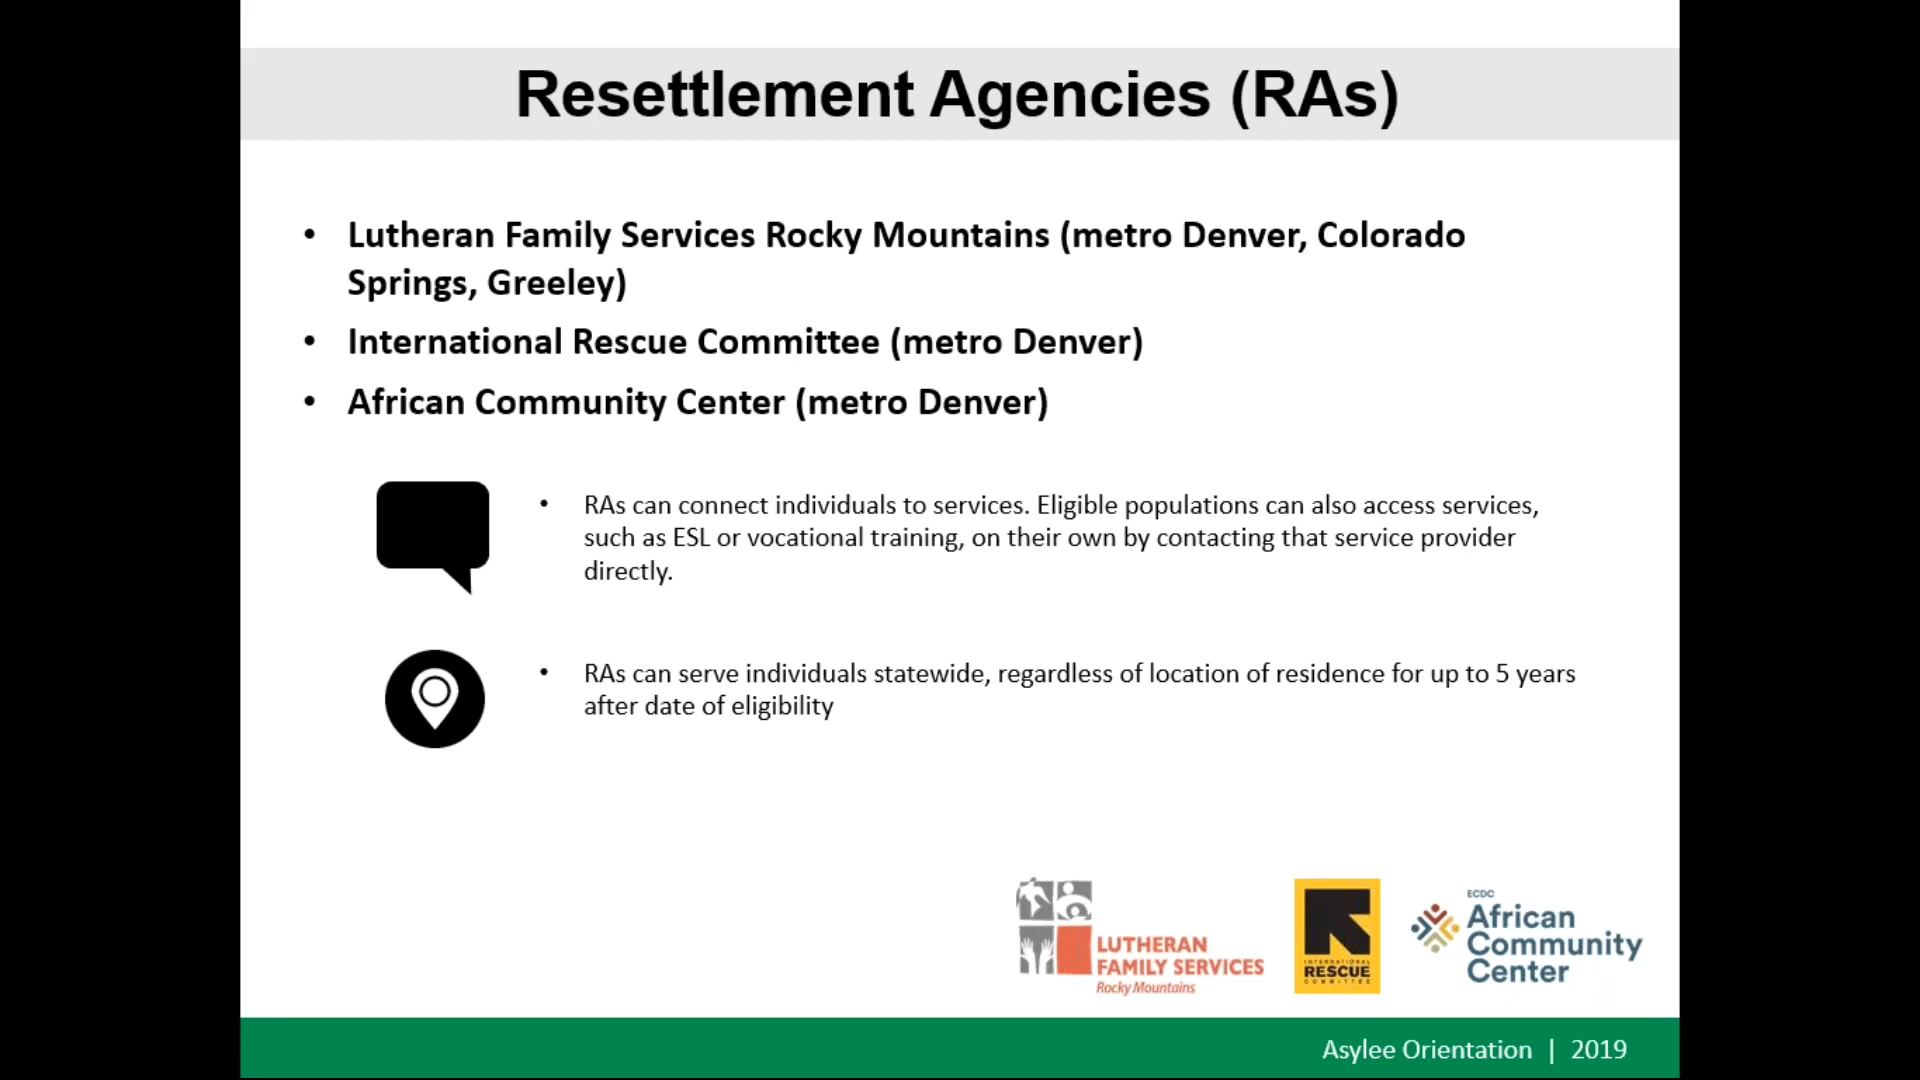 Resettlement Agencies (RAs)
• Lutheran Family Services Rocky Mountains (metro Denver, Colorado
Springs, Greeley)
• International Rescue Committee (metro Denver)
• African Community Center (metro Denver)
• RAs can connect individuals to services. Eligible populations can also access services,
such as ESL or vocational training, on their own by contacting that service provider
directly.
• RAs can serve individuals statewide, regardless of location of residence for up to 5 years
after date of eligibility
LUTHERAN
FAMILY SERVICES
Rocky Mountains
INTERNATIONAL
RESCUE
COMMITTEE
ECDC
African
Community
Center
Asylee Orientation | 2019